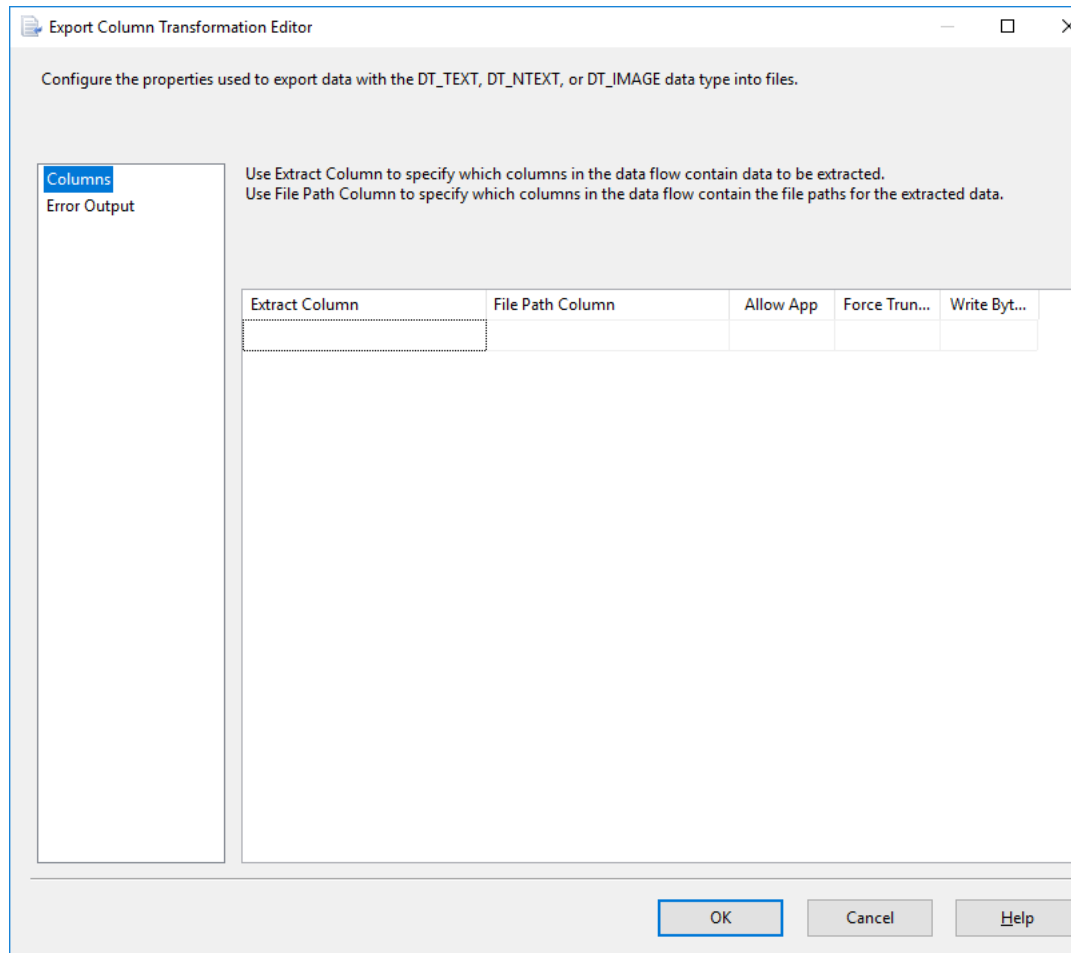 Export Column Transformation Editor
Configure the properties used to export data with the DT_TEXT, DT_NTEXT, or DT_IMAGE data type into files.
Columns
Error Output
Use Extract Column to specify which columns in the data flow contain data to be extracted.
Use File Path Column to specify which columns in the data flow contain the file paths for the extracted data.
Extract Column File Path Column Allow App Force Trun... Write Byt...
OK Cancel Help